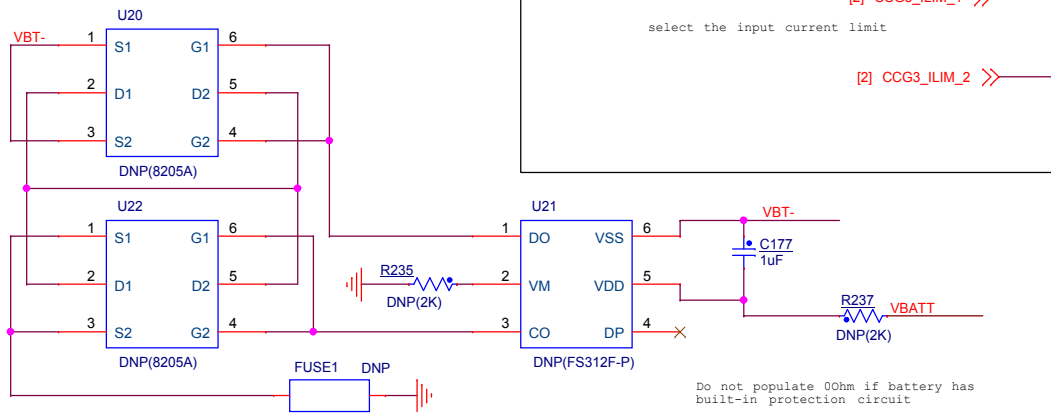 [2] CCG3_ILIM_1
select the input current limit
[2] CCG3_ILIM_2
U20
VBT-
1 S1 G1 6
2 D1 D2 5
3 S2 G2 4
DNP(8205A)
U22
1 S1 G1 6
2 D1 D2 5
3 S2 G2 4
DNP(8205A)
FUSE1 DNP
R235
DNP(2K)
U21
1 DO VSS 6
2 VM VDD 5
3 CO DP 4
DNP(FS312F-P)
VBT-
C177
1uF
R237
VBATT
DNP(2K)
Do not populate 0Ohm if battery has
built-in protection circuit